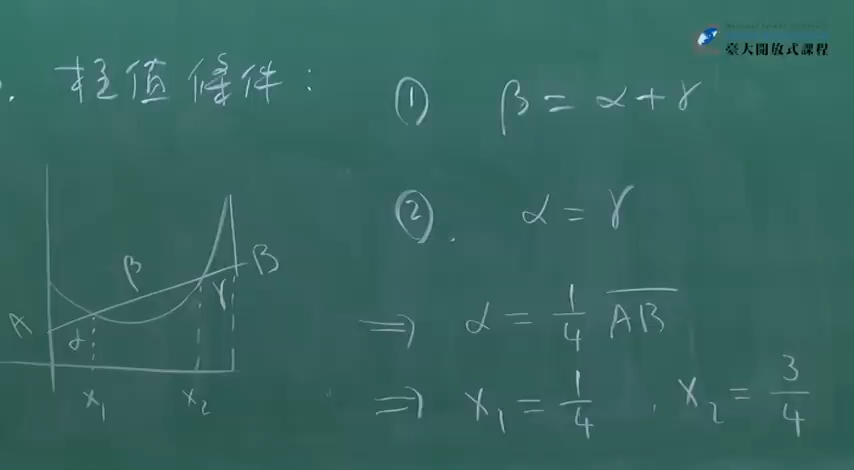 臺大開放式課程
極值條件：
① β = α + γ
② . α = γ
⇒ α = 1/4 A̅B̅
⇒ x₁ = 1/4 , x₂ = 3/4
β
B
γ
A
α
x₁ x₂